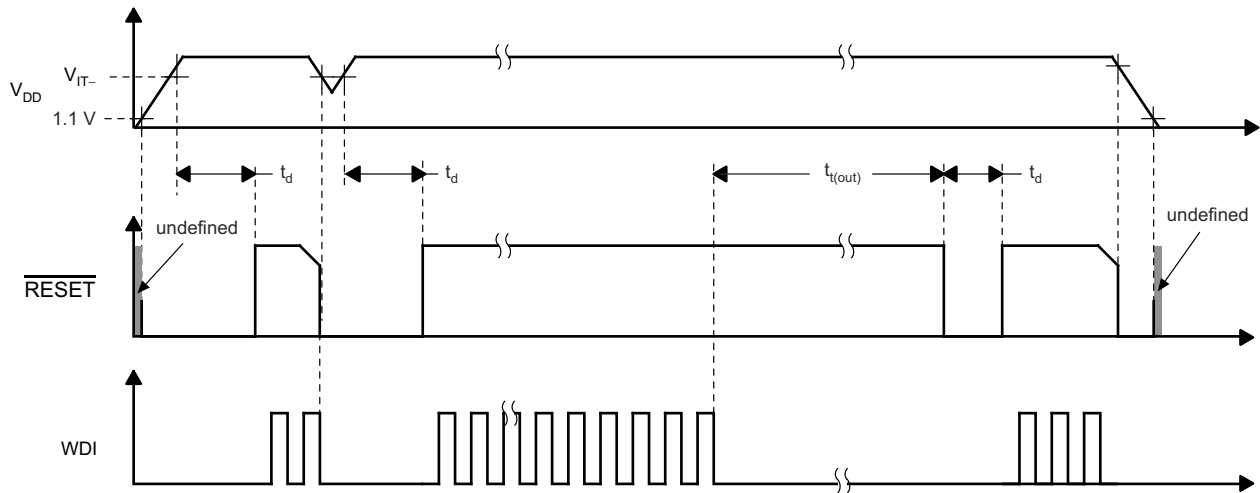 V_IT–
V_DD
1.1 V
t_d
t_d
t_t(out)
t_d
undefined
undefined
RESET
WDI